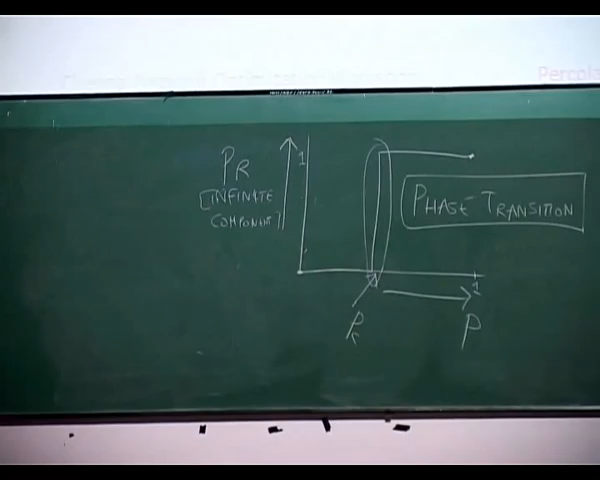 Percola
PR
1
[INFINITE
COMPONENT]
PHASE TRANSITION
1
Pc
P